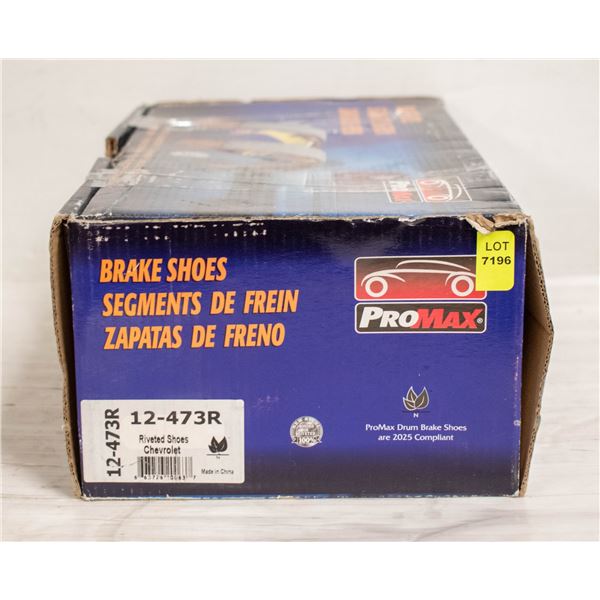 LOT
7196
BRAKE SHOES
SEGMENTS DE FREIN
ZAPATAS DE FRENO
PROMAX®
12-473R
12-473R
Riveted Shoes
Chevrolet
N
Made in China
100%
N
ProMax Drum Brake Shoes
are 2025 Compliant